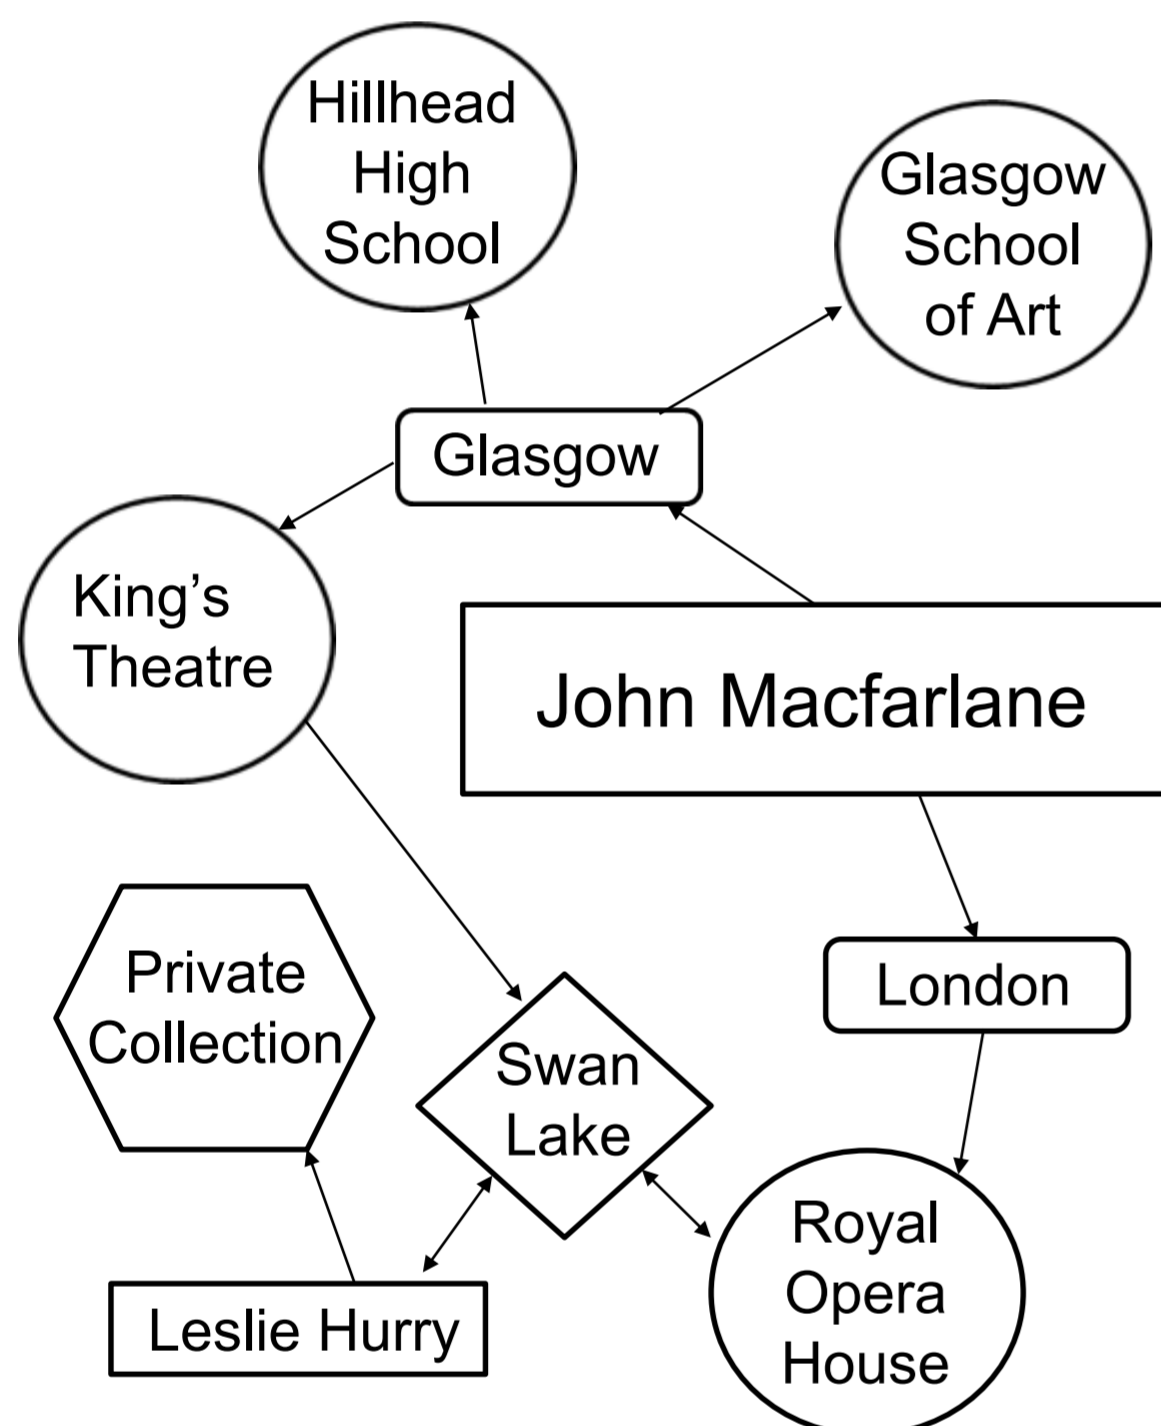 Hillhead
High
School
Glasgow
School
of Art
Glasgow
King’s
Theatre
John Macfarlane
Private
Collection
London
Swan
Lake
Royal
Opera
House
Leslie Hurry